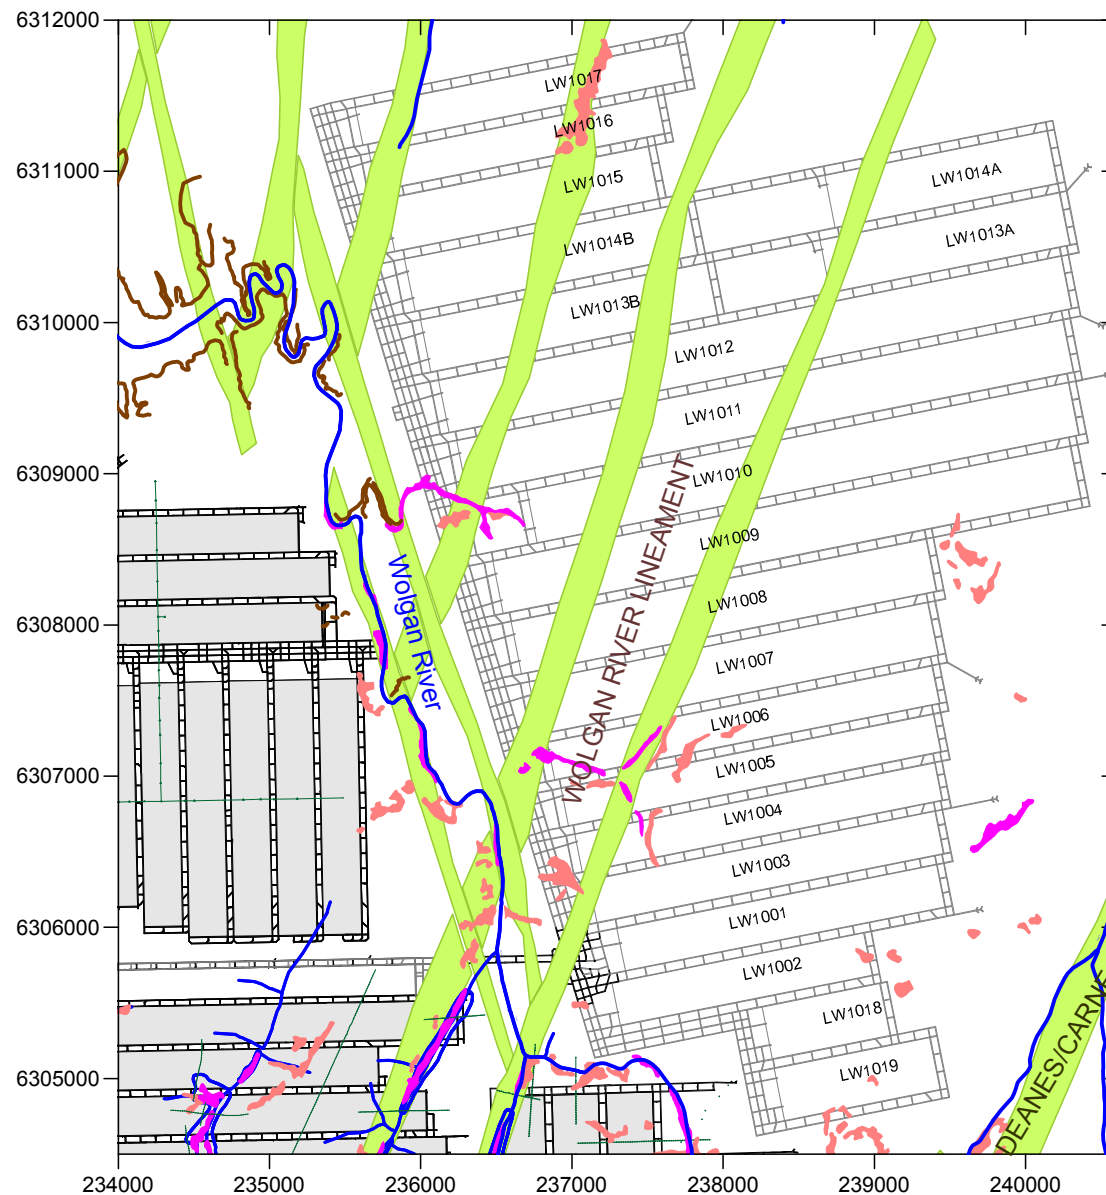 6312000
LW1017
LW1016
6311000
LW1015
LW1014A
LW1014B
LW1013A
6310000
LW1013B
LW1012
LW1011
6309000
LW1010
LW1009
Wolgan River
WOLGAN RIVER LINEAMENT
6308000
LW1008
LW1007
LW1006
6307000
LW1005
LW1004
LW1003
6306000
LW1001
LW1002
LW1018
6305000
LW1019
DEANES/CARNE
234000 235000 236000 237000 238000 239000 240000